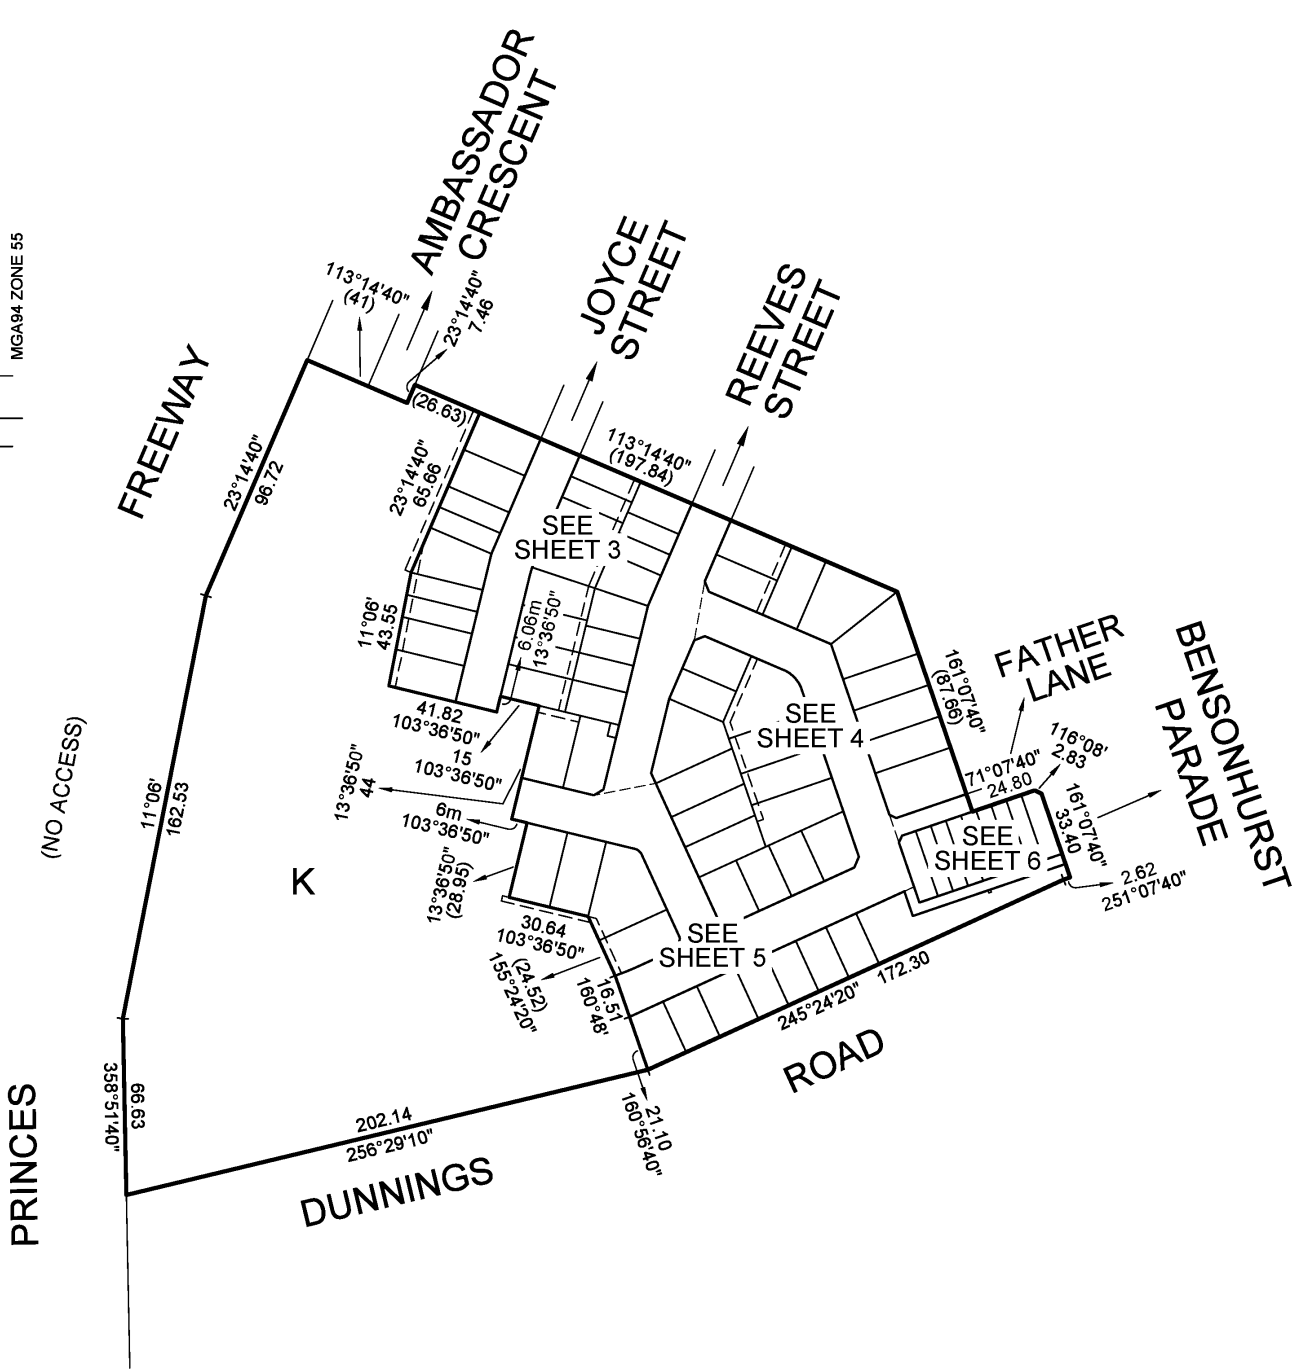 MGA94 ZONE 55
AMBASSADOR
CRESCENT
113°14'40"
(41)
23°14'40"
7.46
JOYCE
STREET
REEVES
STREET
FREEWAY
23°14'40"
96.72
(26.63)
113°14'40"
(197.84)
23°14'40"
65.66
SEE
SHEET 3
11°06'
43.55
6.06m
13°36'50"
161°07'40"
(87.66)
FATHER
LANE
BENSONHURST
PARADE
41.82
103°36'50"
15
103°36'50"
SEE
SHEET 4
116°08'
2.83
71°07'40"
24.80
13°36'50"
44
6m
103°36'50"
161°07'40"
33.40
SEE
SHEET 6
(NO ACCESS)
11°06'
162.53
K
13°36'50"
(28.95)
2.62
251°07'40"
30.64
103°36'50"
SEE
SHEET 5
(24.52)
155°24'20"
16.51
160°48'
172.30
245°24'20"
ROAD
21.10
160°56'40"
66.63
358°51'40"
202.14
256°29'10"
DUNNINGS
PRINCES